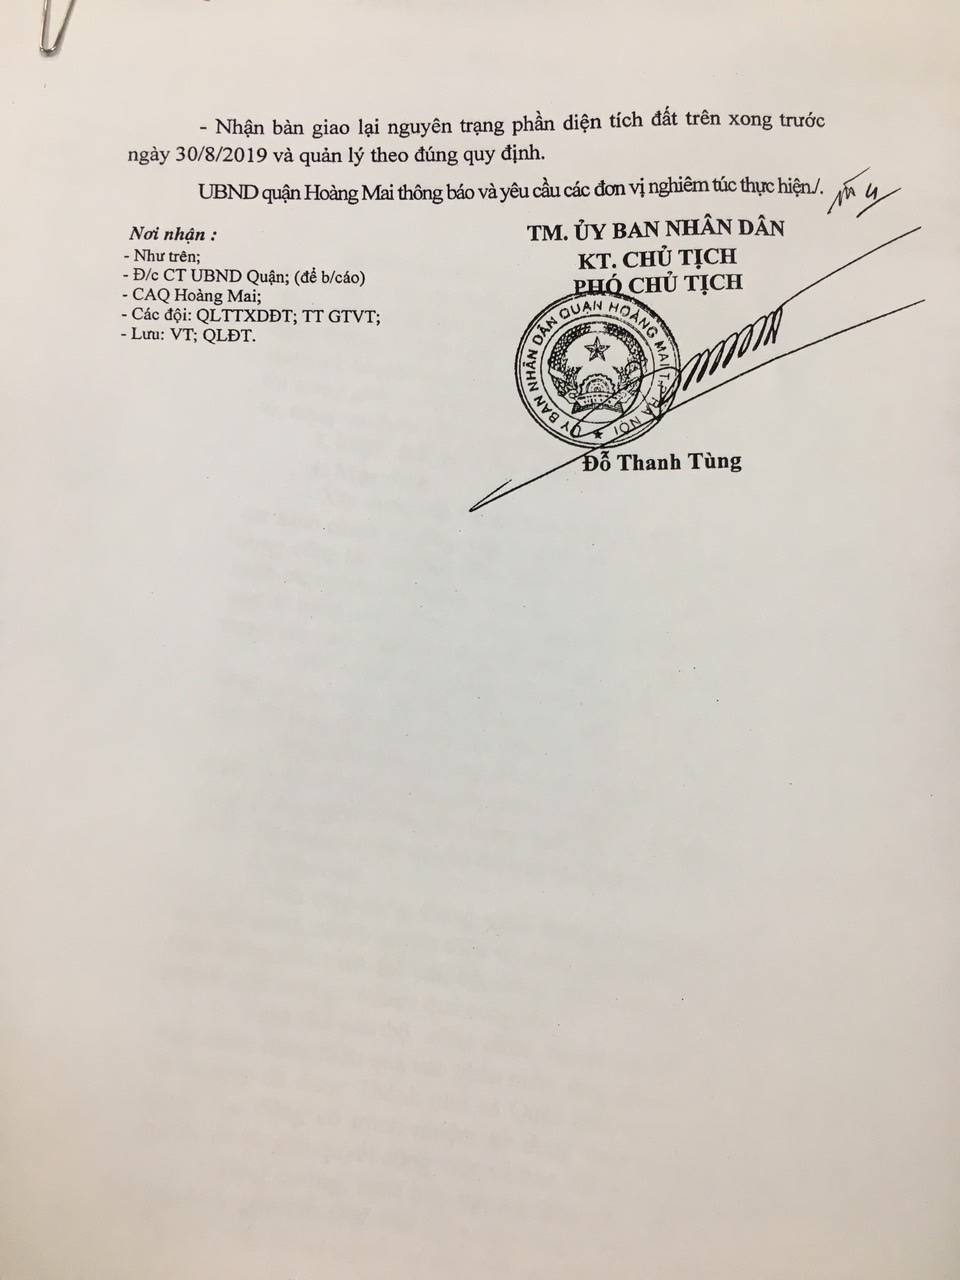 - Nhận bàn giao lại nguyên trạng phần diện tích đất trên xong trước
ngày 30/8/2019 và quản lý theo đúng quy định.
UBND quận Hoàng Mai thông báo và yêu cầu các đơn vị nghiêm túc thực hiện./.
Nơi nhận :
- Như trên;
- Đ/c CT UBND Quận; (để b/cáo)
- CAQ Hoàng Mai;
- Các đội: QLTTXDĐT; TT GTVT;
- Lưu: VT; QLĐT.
TM. ỦY BAN NHÂN DÂN
KT. CHỦ TỊCH
PHÓ CHỦ TỊCH
ỦY BAN NHÂN DÂN QUẬN HOÀNG MAI T.P HÀ NỘI
Đỗ Thanh Tùng